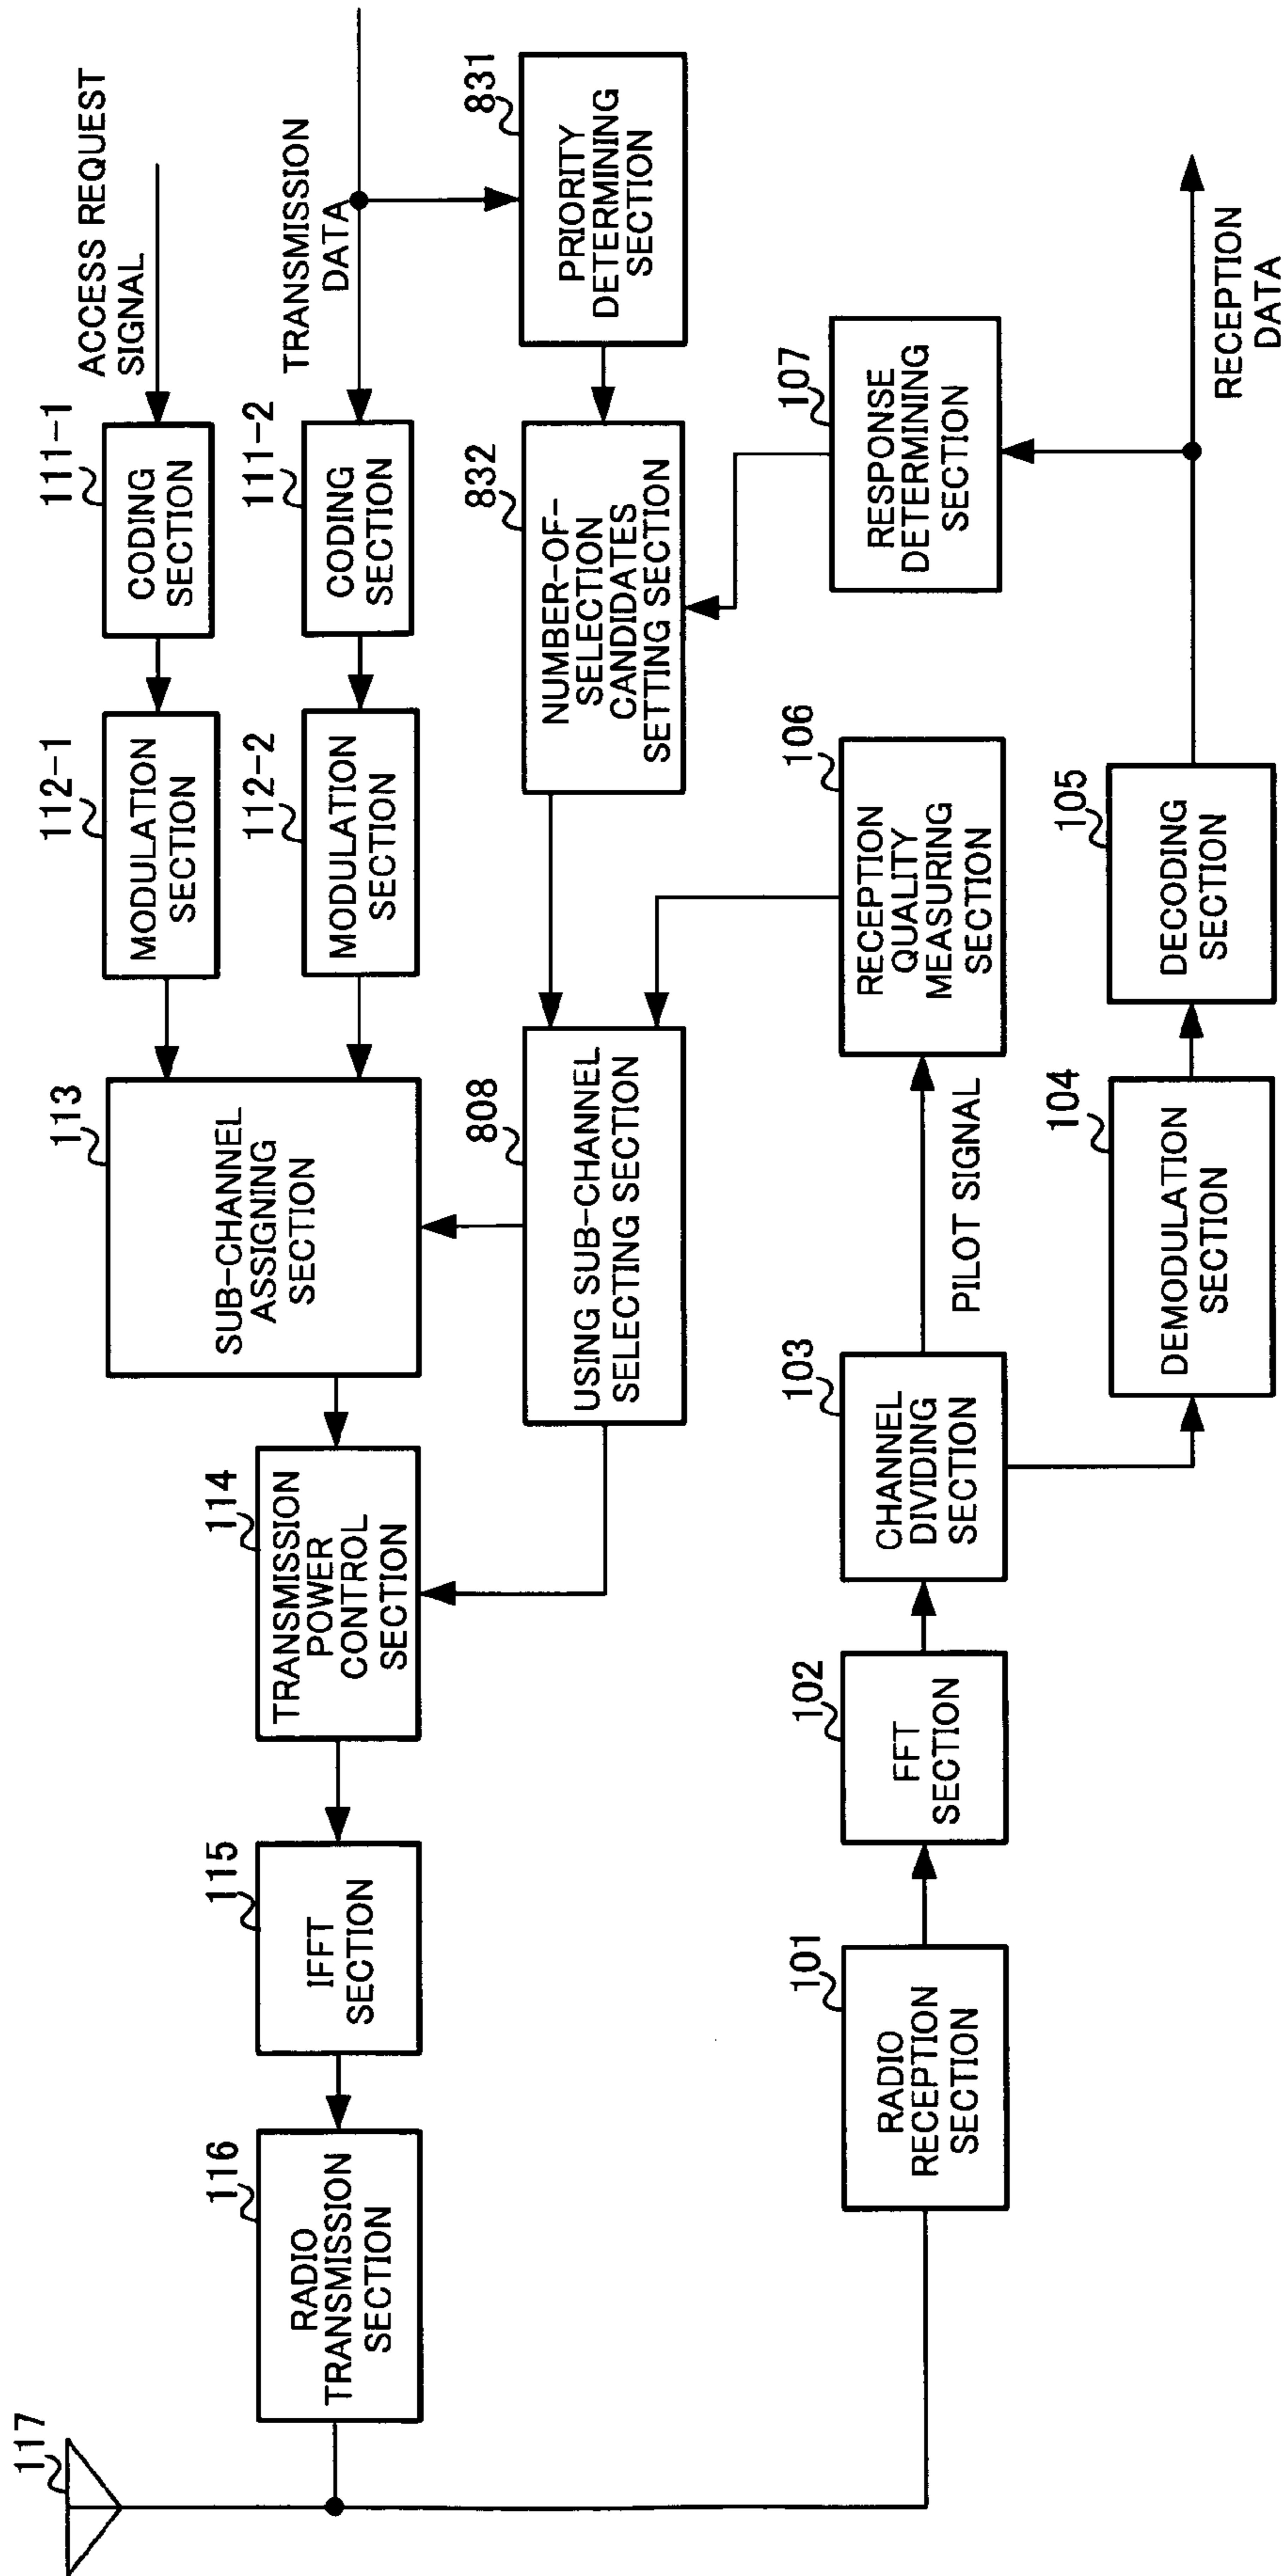 117
116
RADIO
TRANSMISSION
SECTION
115
IFFT
SECTION
114
TRANSMISSION
POWER
CONTROL
SECTION
113
SUB-CHANNEL
ASSIGNING
SECTION
112-1
MODULATION
SECTION
111-1
CODING
SECTION
ACCESS REQUEST
SIGNAL
112-2
MODULATION
SECTION
111-2
CODING
SECTION
TRANSMISSION
DATA
808
USING SUB-CHANNEL
SELECTING SECTION
832
NUMBER-OF-
SELECTION
CANDIDATES
SETTING SECTION
831
PRIORITY
DETERMINING
SECTION
101
RADIO
RECEPTION
SECTION
102
FFT
SECTION
103
CHANNEL
DIVIDING
SECTION
PILOT SIGNAL
106
RECEPTION
QUALITY
MEASURING
SECTION
107
RESPONSE
DETERMINING
SECTION
104
DEMODULATION
SECTION
105
DECODING
SECTION
RECEPTION
DATA